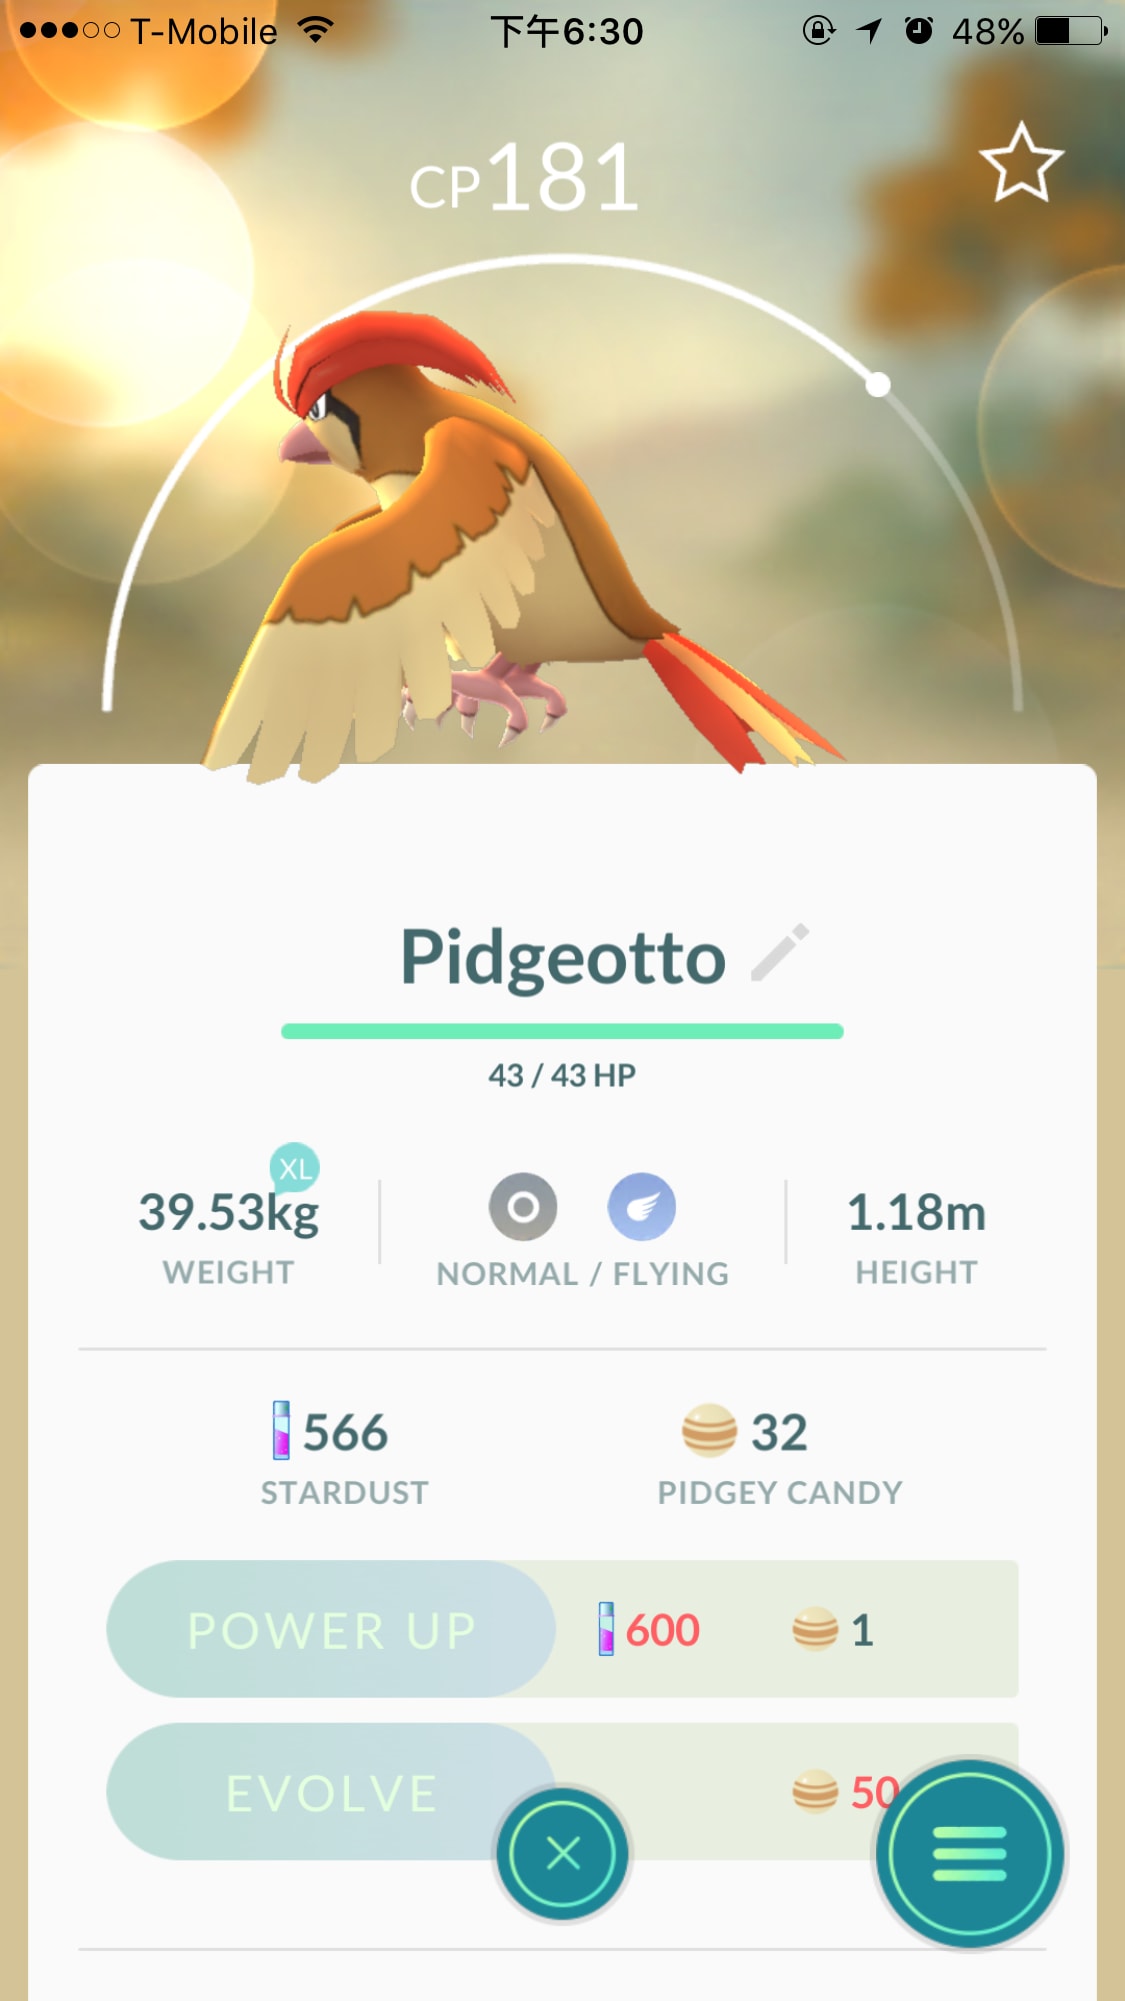 T-Mobile 下午6:30 48%
CP181
Pidgeotto
43 / 43 HP
XL
39.53kg
WEIGHT
NORMAL / FLYING
1.18m
HEIGHT
566
STARDUST
32
PIDGEY CANDY
POWER UP 600 1
EVOLVE 50